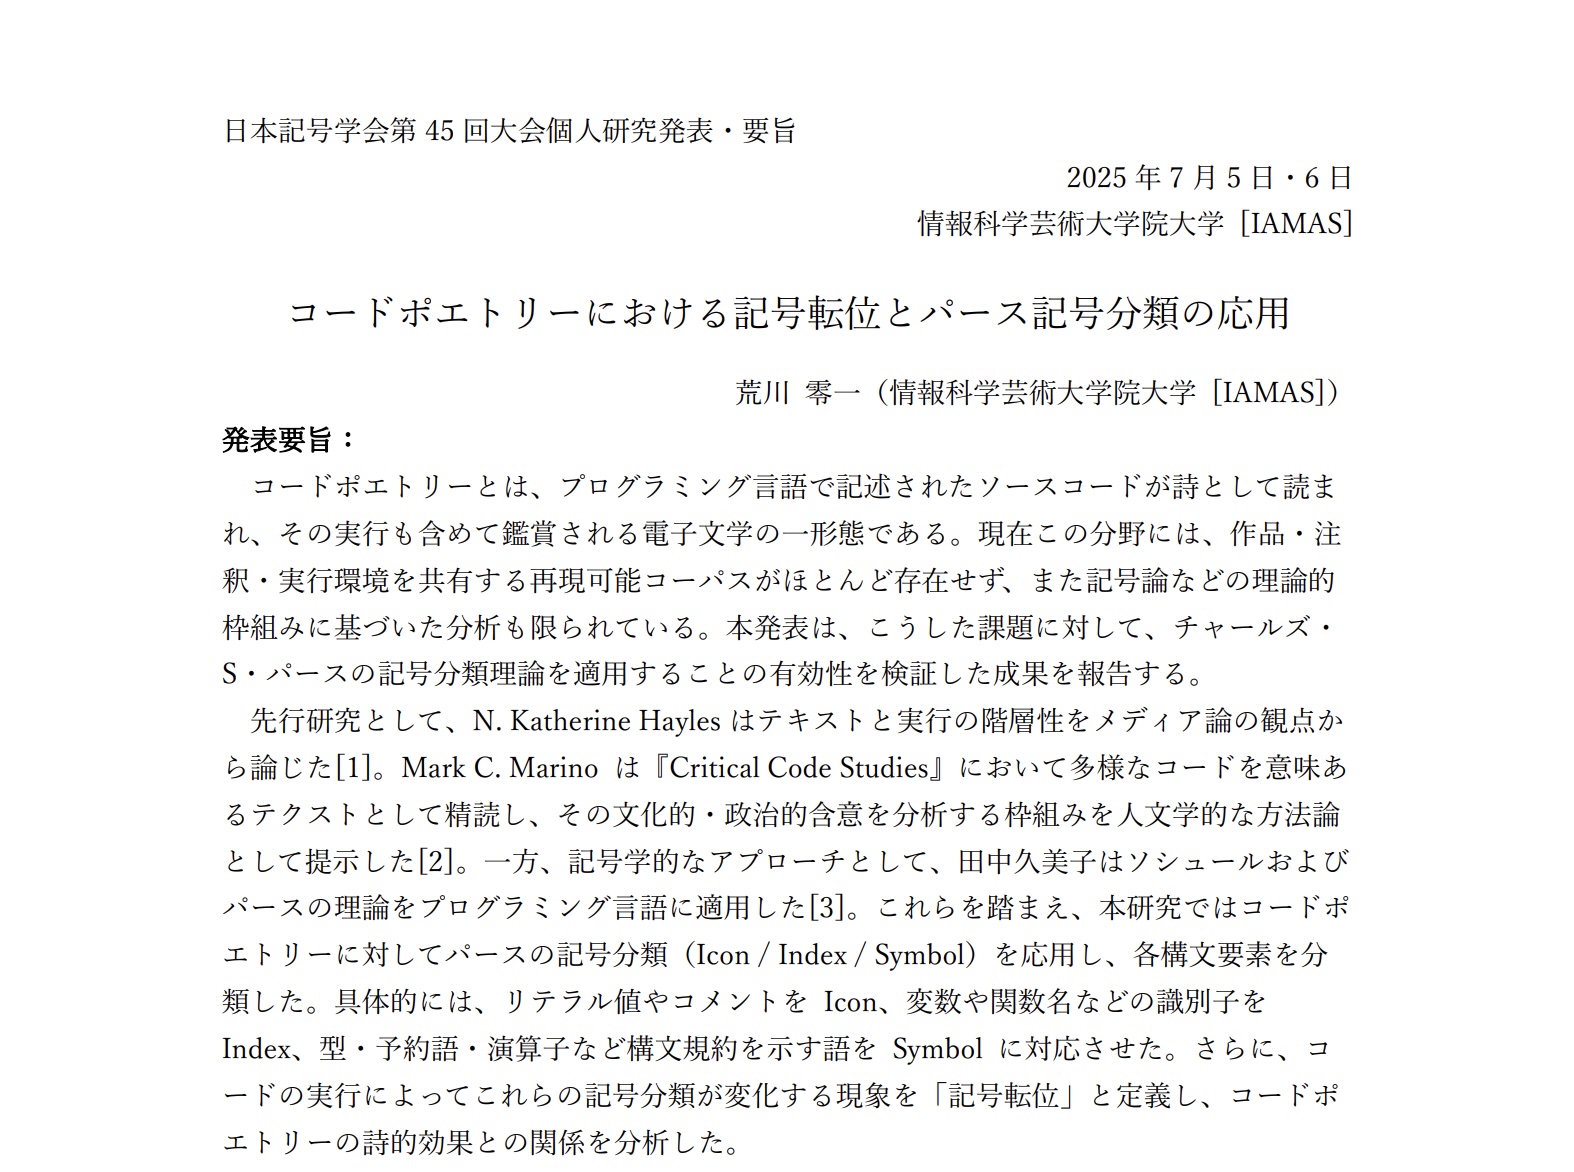 日本記号学会第 45 回大会個人研究発表・要旨
2025 年 7 月 5 日・6 日
情報科学芸術大学院大学 [IAMAS]
コードポエトリーにおける記号転位とパース記号分類の応用
荒川 零一（情報科学芸術大学院大学 [IAMAS]）
発表要旨：
コードポエトリーとは、プログラミング言語で記述されたソースコードが詩として読ま
れ、その実行も含めて鑑賞される電子文学の一形態である。現在この分野には、作品・注
釈・実行環境を共有する再現可能コーパスがほとんど存在せず、また記号論などの理論的
枠組みに基づいた分析も限られている。本発表は、こうした課題に対して、チャールズ・
S・パースの記号分類理論を適用することの有効性を検証した成果を報告する。
先行研究として、N. Katherine Hayles はテキストと実行の階層性をメディア論の観点か
ら論じた[1]。Mark C. Marino は『Critical Code Studies』において多様なコードを意味あ
るテクストとして精読し、その文化的・政治的含意を分析する枠組みを人文学的な方法論
として提示した[2]。一方、記号学的なアプローチとして、田中久美子はソシュールおよび
パースの理論をプログラミング言語に適用した[3]。これらを踏まえ、本研究ではコードポ
エトリーに対してパースの記号分類（Icon / Index / Symbol）を応用し、各構文要素を分
類した。具体的には、リテラル値やコメントを Icon、変数や関数名などの識別子を
Index、型・予約語・演算子など構文規約を示す語を Symbol に対応させた。さらに、コ
ードの実行によってこれらの記号分類が変化する現象を「記号転位」と定義し、コードポ
エトリーの詩的効果との関係を分析した。